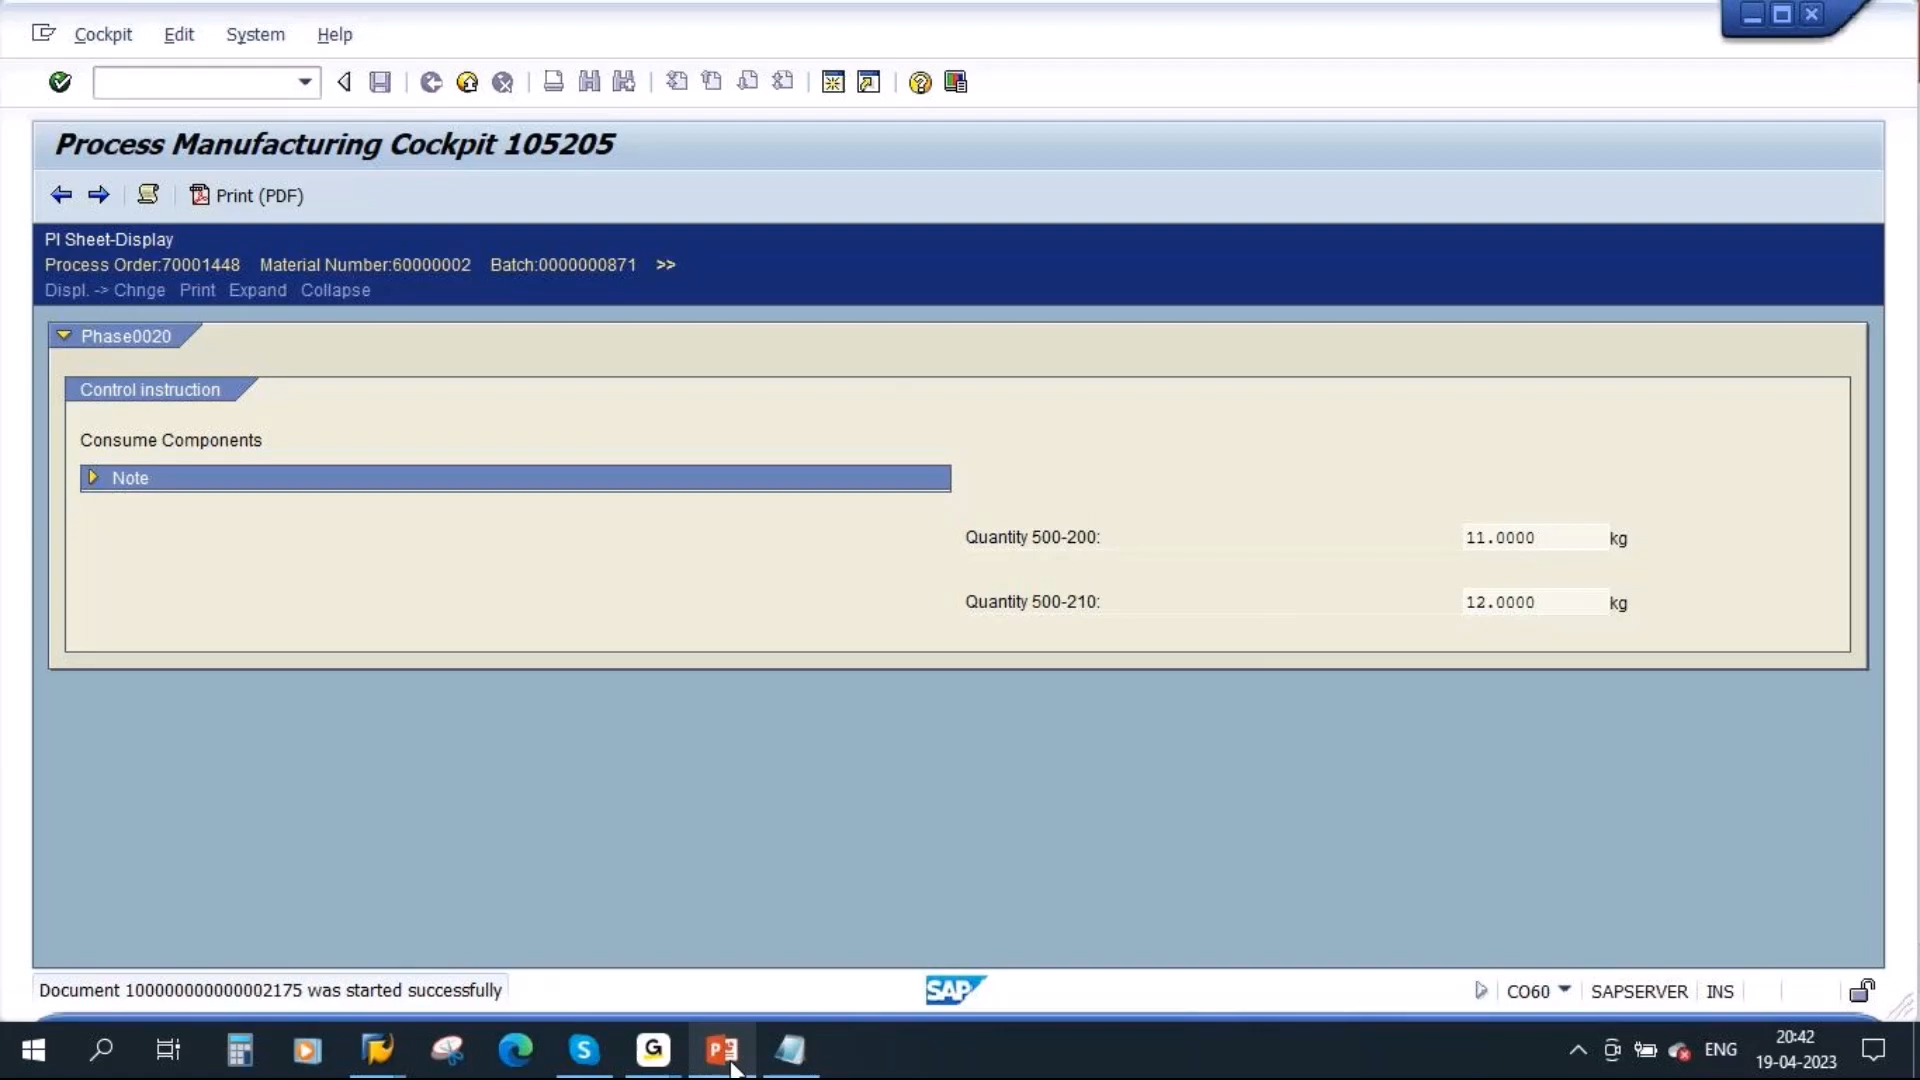 Cockpit Edit System Help
Process Manufacturing Cockpit 105205
Print (PDF)
PI Sheet-Display
Process Order:70001448 Material Number:60000002 Batch:0000000871 >>
Displ. -> Chnge Print Expand Collapse
Phase0020
Control instruction
Consume Components
Note
Quantity 500-200: 11.0000 kg
Quantity 500-210: 12.0000 kg
Document 100000000000002175 was started successfully SAP CO60 SAPSERVER INS
S G P ENG 20:42
19-04-2023